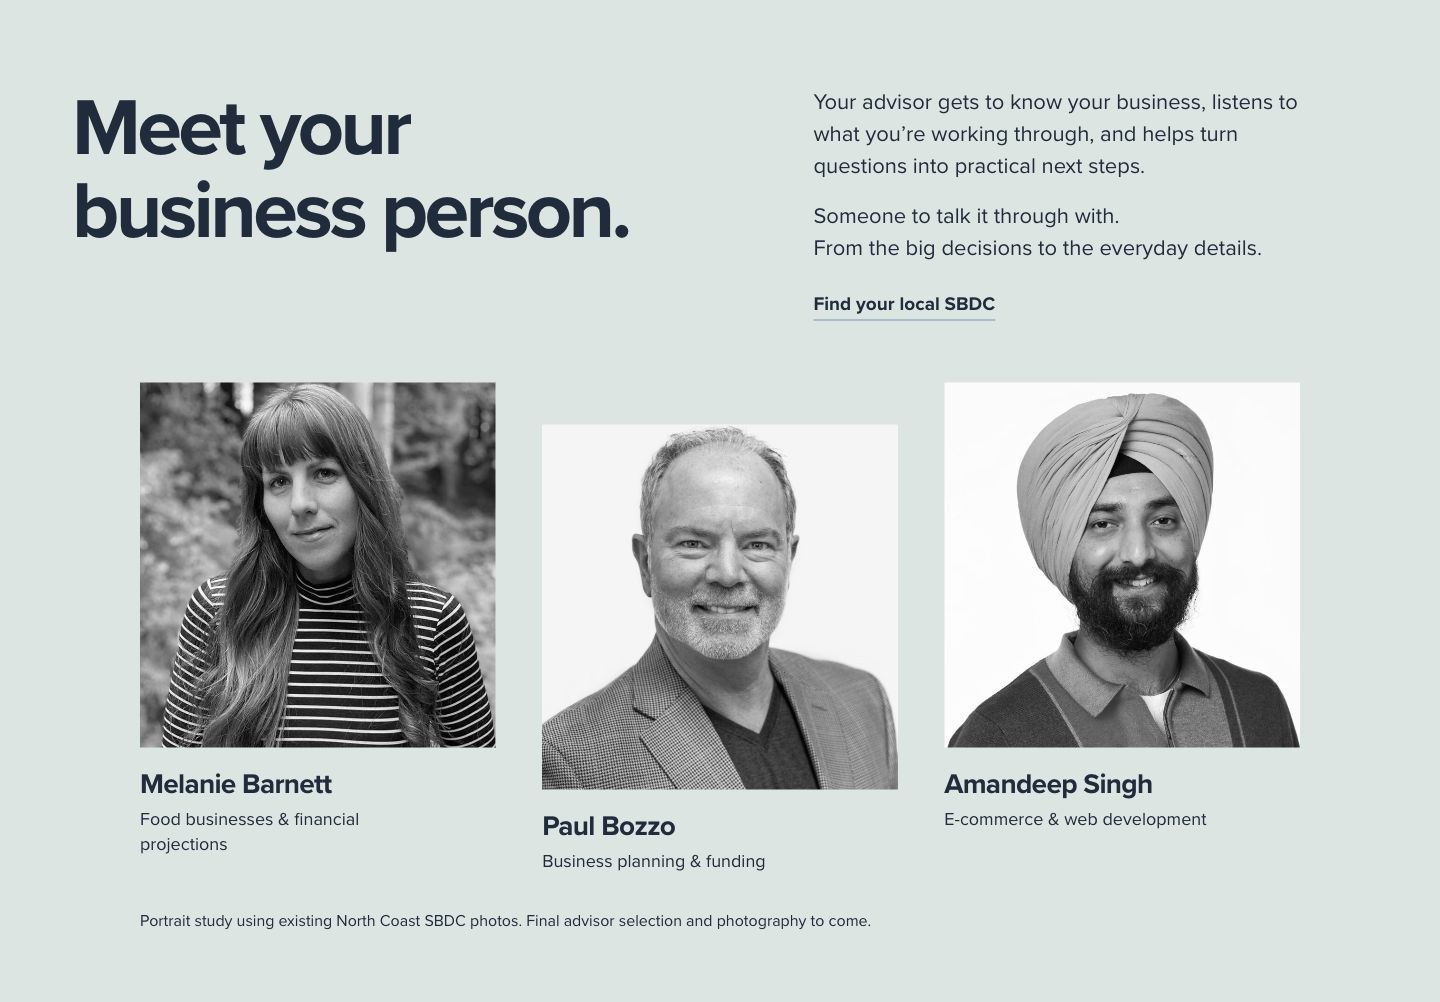 Meet your
business person.
Your advisor gets to know your business, listens to
what you’re working through, and helps turn
questions into practical next steps.
Someone to talk it through with.
From the big decisions to the everyday details.
Find your local SBDC
Melanie Barnett
Food businesses & financial
projections
Paul Bozzo
Business planning & funding
Amandeep Singh
E-commerce & web development
Portrait study using existing North Coast SBDC photos. Final advisor selection and photography to come.